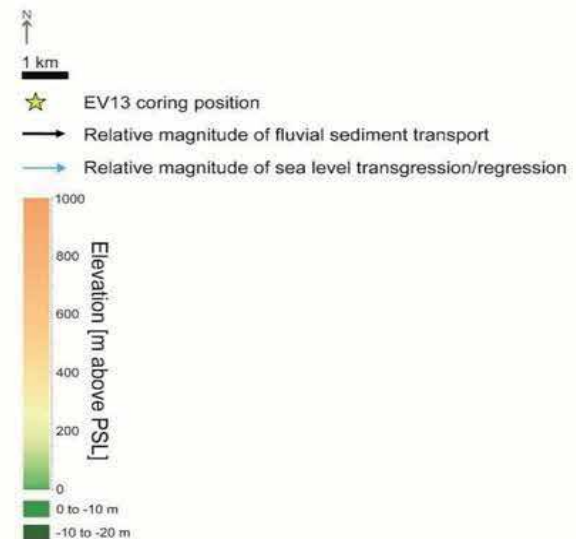 N
1 km
EV13 coring position
Relative magnitude of fluvial sediment transport
Relative magnitude of sea level transgression/regression
1000
800
600
400
200
0
Elevation [m above PSL]
0 to -10 m
-10 to -20 m